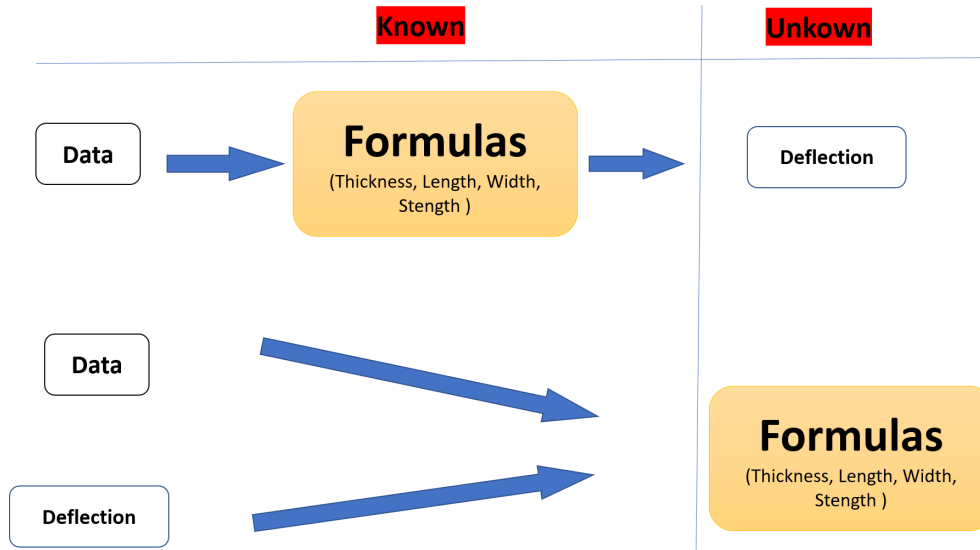 Known
Unkown
Data
Formulas
(Thickness, Length, Width,
Stength )
Deflection
Data
Deflection
Formulas
(Thickness, Length, Width,
Stength )